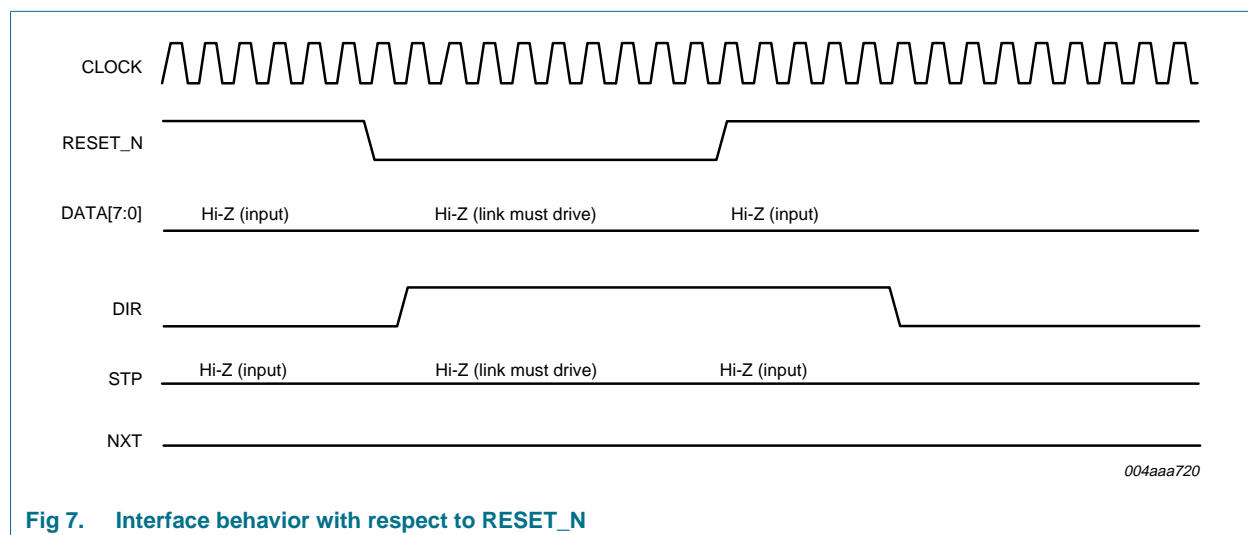 CLOCK
RESET_N
DATA[7:0] Hi-Z (input) Hi-Z (link must drive) Hi-Z (input)
DIR
STP Hi-Z (input) Hi-Z (link must drive) Hi-Z (input)
NXT
004aaa720
Fig 7. Interface behavior with respect to RESET_N